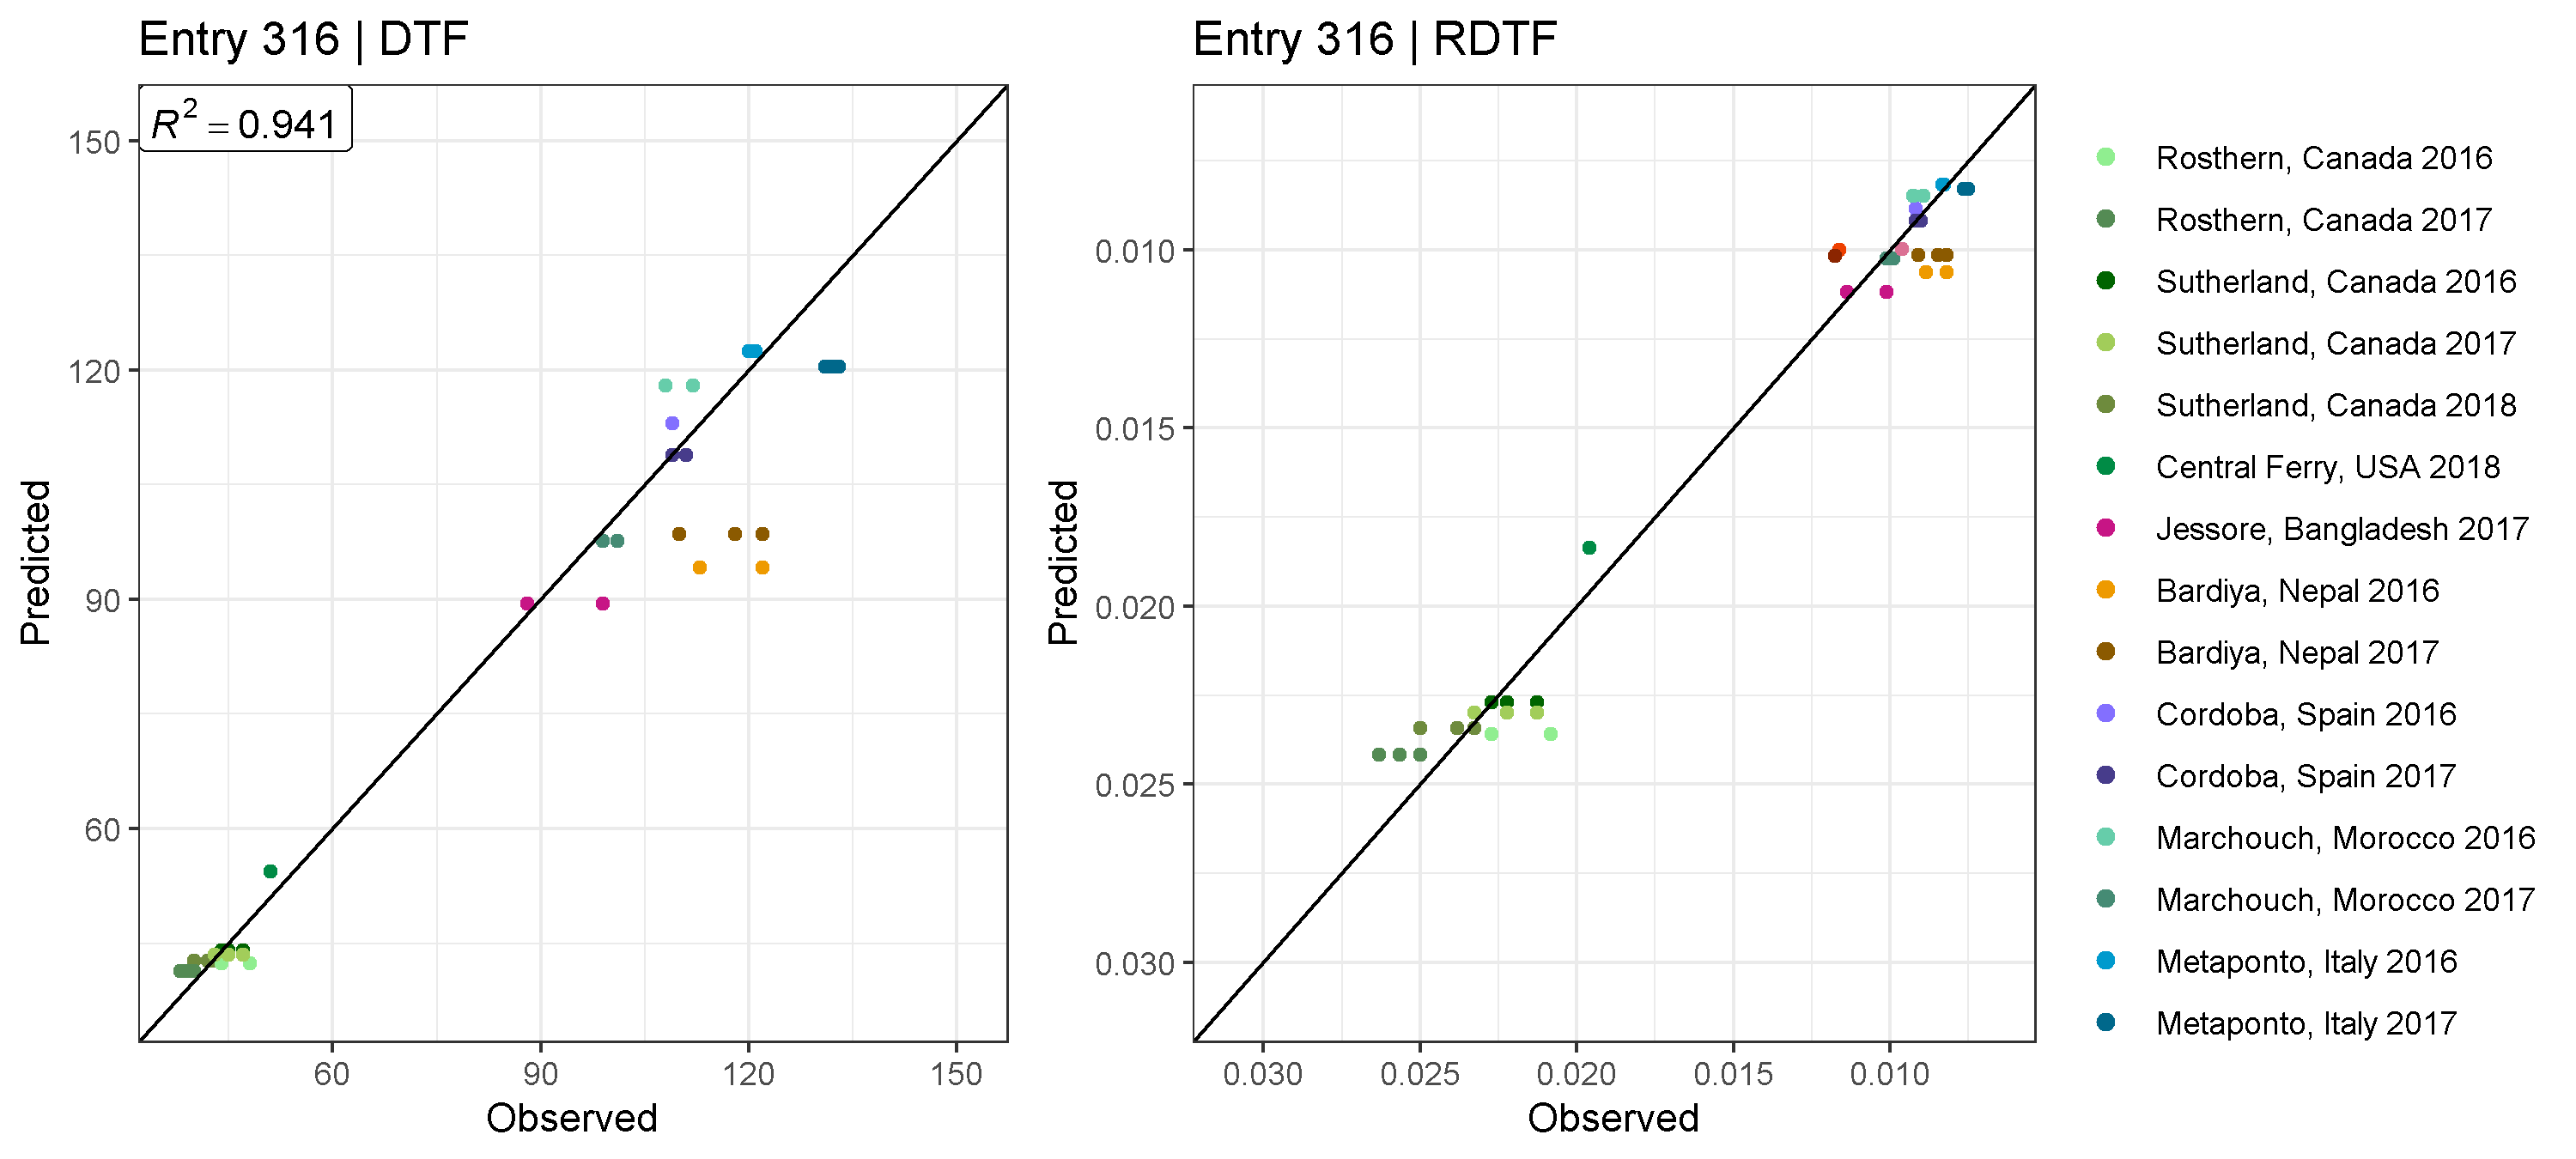 Entry 316 | DTF
R² = 0.941
150
120
90
60
Predicted
60 90 120 150
Observed
Entry 316 | RDTF
0.010
0.015
0.020
0.025
0.030
Predicted
0.030 0.025 0.020 0.015 0.010
Observed
Rosthern, Canada 2016
Rosthern, Canada 2017
Sutherland, Canada 2016
Sutherland, Canada 2017
Sutherland, Canada 2018
Central Ferry, USA 2018
Jessore, Bangladesh 2017
Bardiya, Nepal 2016
Bardiya, Nepal 2017
Cordoba, Spain 2016
Cordoba, Spain 2017
Marchouch, Morocco 2016
Marchouch, Morocco 2017
Metaponto, Italy 2016
Metaponto, Italy 2017